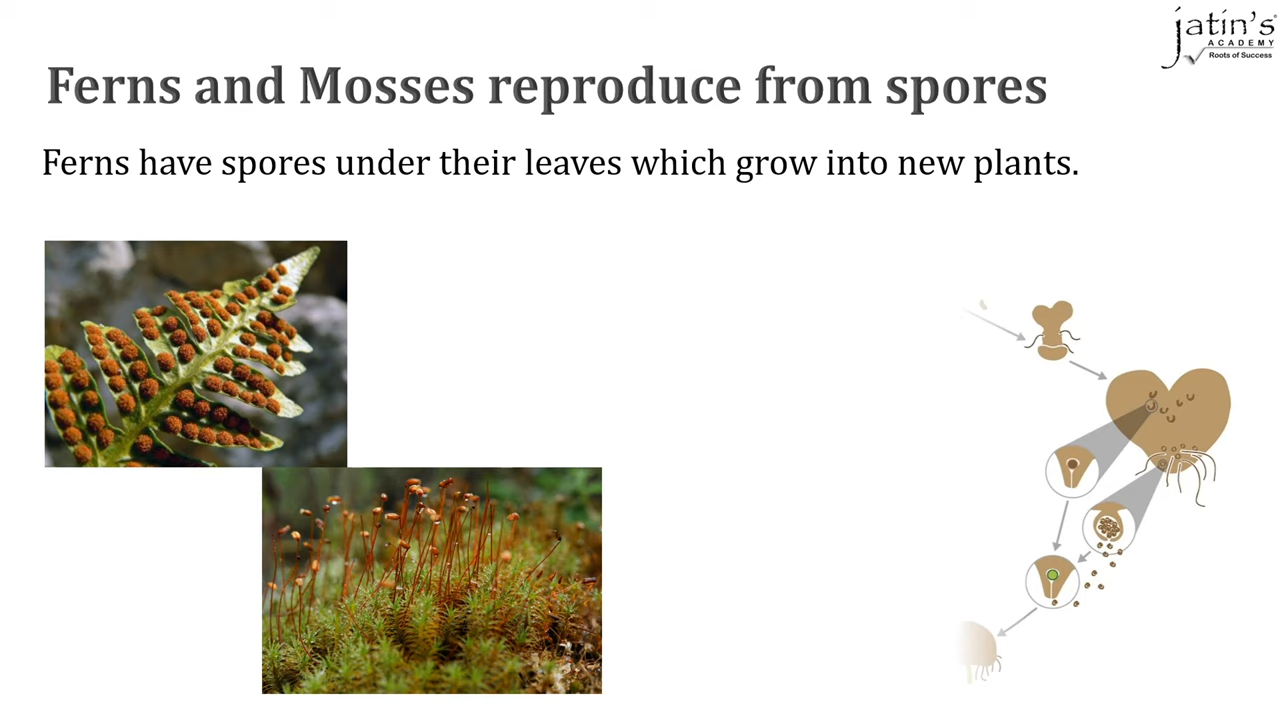 jatin's
ACADEMY
Roots of Success
Ferns and Mosses reproduce from spores
Ferns have spores under their leaves which grow into new plants.